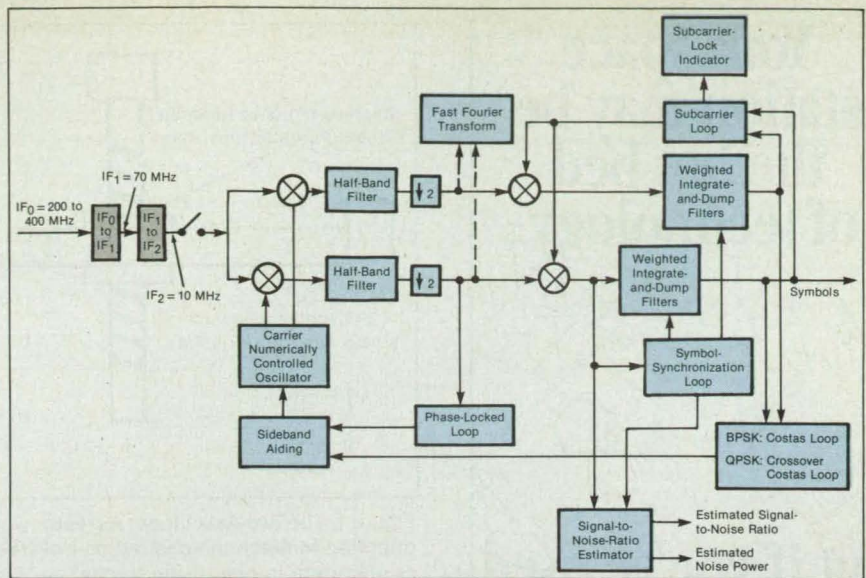 Subcarrier-
Lock
Indicator
Fast Fourier
Transform
Subcarrier
Loop
IF₁ = 70 MHz
IF₀ = 200 to
400 MHz
IF₀
to
IF₁
IF₁
to
IF₂
IF₂ = 10 MHz
Half-Band
Filter
↓ 2
Weighted
Integrate-
and-Dump
Filters
Half-Band
Filter
↓ 2
Weighted
Integrate-
and-Dump
Filters
Symbols
Carrier
Numerically
Controlled
Oscillator
Symbol-
Synchronization
Loop
Sideband
Aiding
Phase-Locked
Loop
BPSK: Costas Loop
QPSK: Crossover
Costas Loop
Signal-to-
Noise-Ratio
Estimator
Estimated Signal-
to-Noise Ratio
Estimated
Noise Power